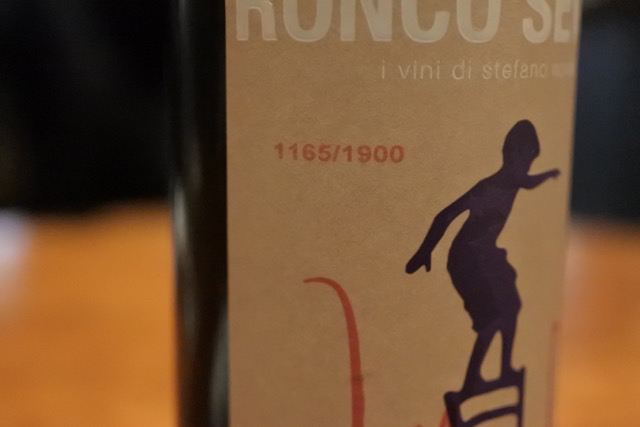 RONCO SE
i vini di stefano
1165/1900